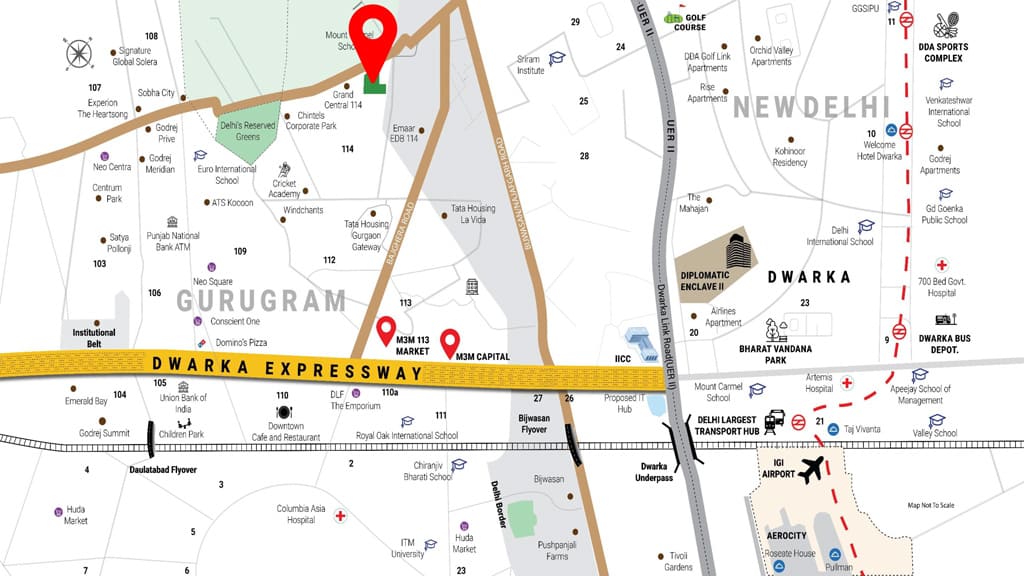 GGSIPU
11
GOLF
COURSE
29
24
UER II
DDA SPORTS
COMPLEX
Orchid Valley
Apartments
DDA Golf Link
Apartments
Rise
Apartments
Venkateshwar
International
School
NEW DELHI
10
Welcome
Hotel Dwarka
Kohinoor
Residency
Godrej
Apartments
108
Signature
Global Solera
107
Experion
The Heartsong
Sobha City
Mount
School
Grand
Central 114
Sriram
Institute
25
28
UER II
Delhi's Reserved
Greens
Chintels
Corporate Park
Godrej
Prive
Emaar
EDB 114
114
Neo Centra
Godrej
Meridian
Euro International
School
Cricket
Academy
Centrum
Park
ATS Kocoon
Windchants
Punjab National
Bank ATM
Satya
Pollonji
103
109
Tata Housing
Gurgaon
Gateway
Tata Housing
La Vida
BAJGHERA ROAD
BIJWASAN NAJAFGARH ROAD
The
Mahajan
Gd Goenka
Public School
Delhi
International School
DIPLOMATIC
ENCLAVE II
DWARKA
700 Bed Govt.
Hospital
Neo Square
112
106
GURUGRAM
113
Conscient One
Domino's Pizza
Institutional
Belt
M3M 113
MARKET
M3M CAPITAL
IICC
Dwarka Link Road(UER II)
Airlines
Apartment
20
23
BHARAT VANDANA
PARK
9
DWARKA BUS
DEPOT.
DWARKA EXPRESSWAY
Emerald Bay
104
105
Union Bank of
India
110
DLF
The Emporium
110a
111
27
26
Proposed IT
Hub
Mount Carmel
School
Artemis
Hospital
Apeejay School of
Management
Godrej Summit
Children Park
Downtown
Cafe and Restaurant
Royal Oak International School
Bijwasan
Flyover
DELHI LARGEST
TRANSPORT HUB
21
Taj Vivanta
Valley School
Daulatabad Flyover
4
3
2
Chiranjiv
Bharati School
Dwarka
Underpass
IGI
AIRPORT
Bijwasan
Delhi Border
Huda
Market
5
Columbia Asia
Hospital
Map Not To Scale
ITM
University
Huda
Market
Pushpanjali
Farms
AEROCITY
Roseate House
Pullman
7
6
23
Tivoli
Gardens